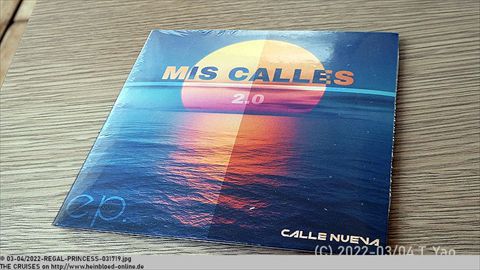 MIS CALLES
2.0
ep.
CALLE NUEVA
(C) 2022-03/04 T. Yao
© 03-04/2022-REGAL-PRINCESS-031719.jpg
THE CRUISES on http://www.heinbloed-online.de